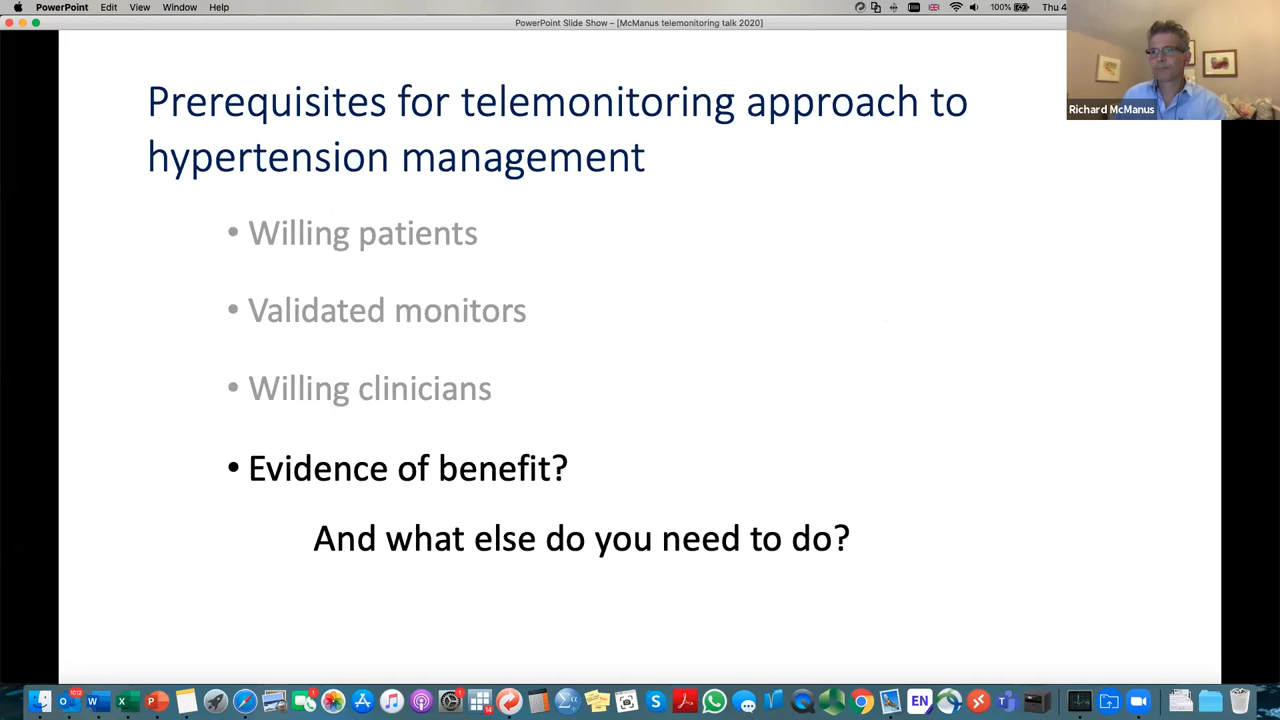 PowerPoint Edit View Window Help
100% Thu 4
PowerPoint Slide Show - [McManus telemonitoring talk 2020]
Richard McManus
Prerequisites for telemonitoring approach to
hypertension management
• Willing patients
• Validated monitors
• Willing clinicians
• Evidence of benefit?
And what else do you need to do?
EN